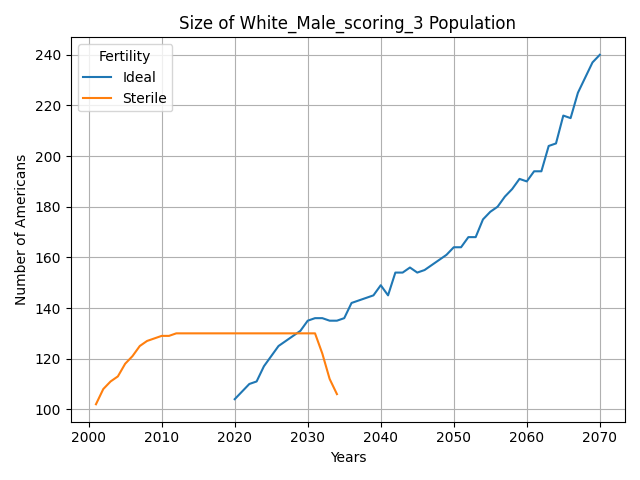 Size of White_Male_scoring_3 Population
Fertility
Ideal
Sterile
Number of Americans
240
220
200
180
160
140
120
100
2000 2010 2020 2030 2040 2050 2060 2070
Years